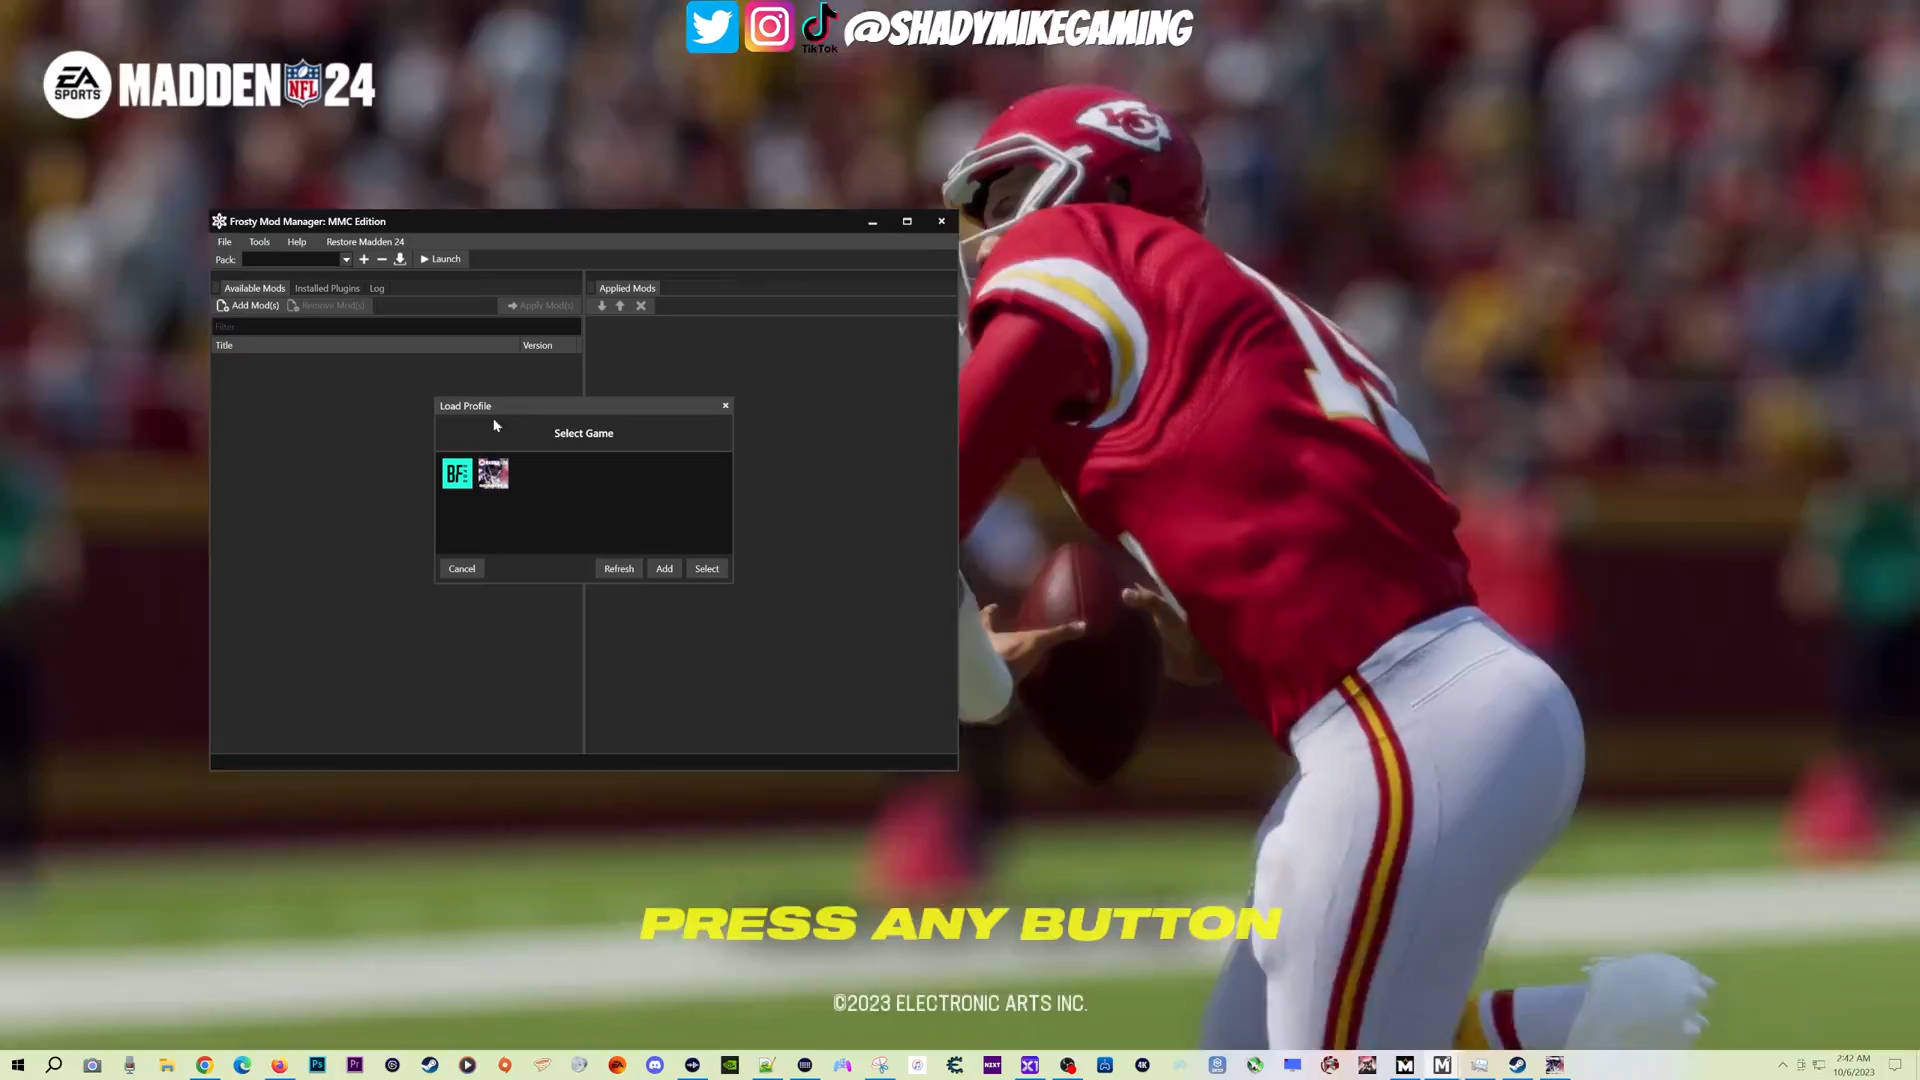 TikTok
@SHADYMIKEGAMING
EA SPORTS MADDEN NFL 24
Frosty Mod Manager: MMC Edition
File Tools Help Restore Madden 24
Pack: Launch
Available Mods Installed Plugins Log
Applied Mods
Add Mod(s) Remove Mod(s) Apply Mod(s)
Filter
Title Version
Load Profile
Select Game
BF
Cancel Refresh Add Select
PRESS ANY BUTTON
©2023 ELECTRONIC ARTS INC.
2:42 AM
10/6/2023